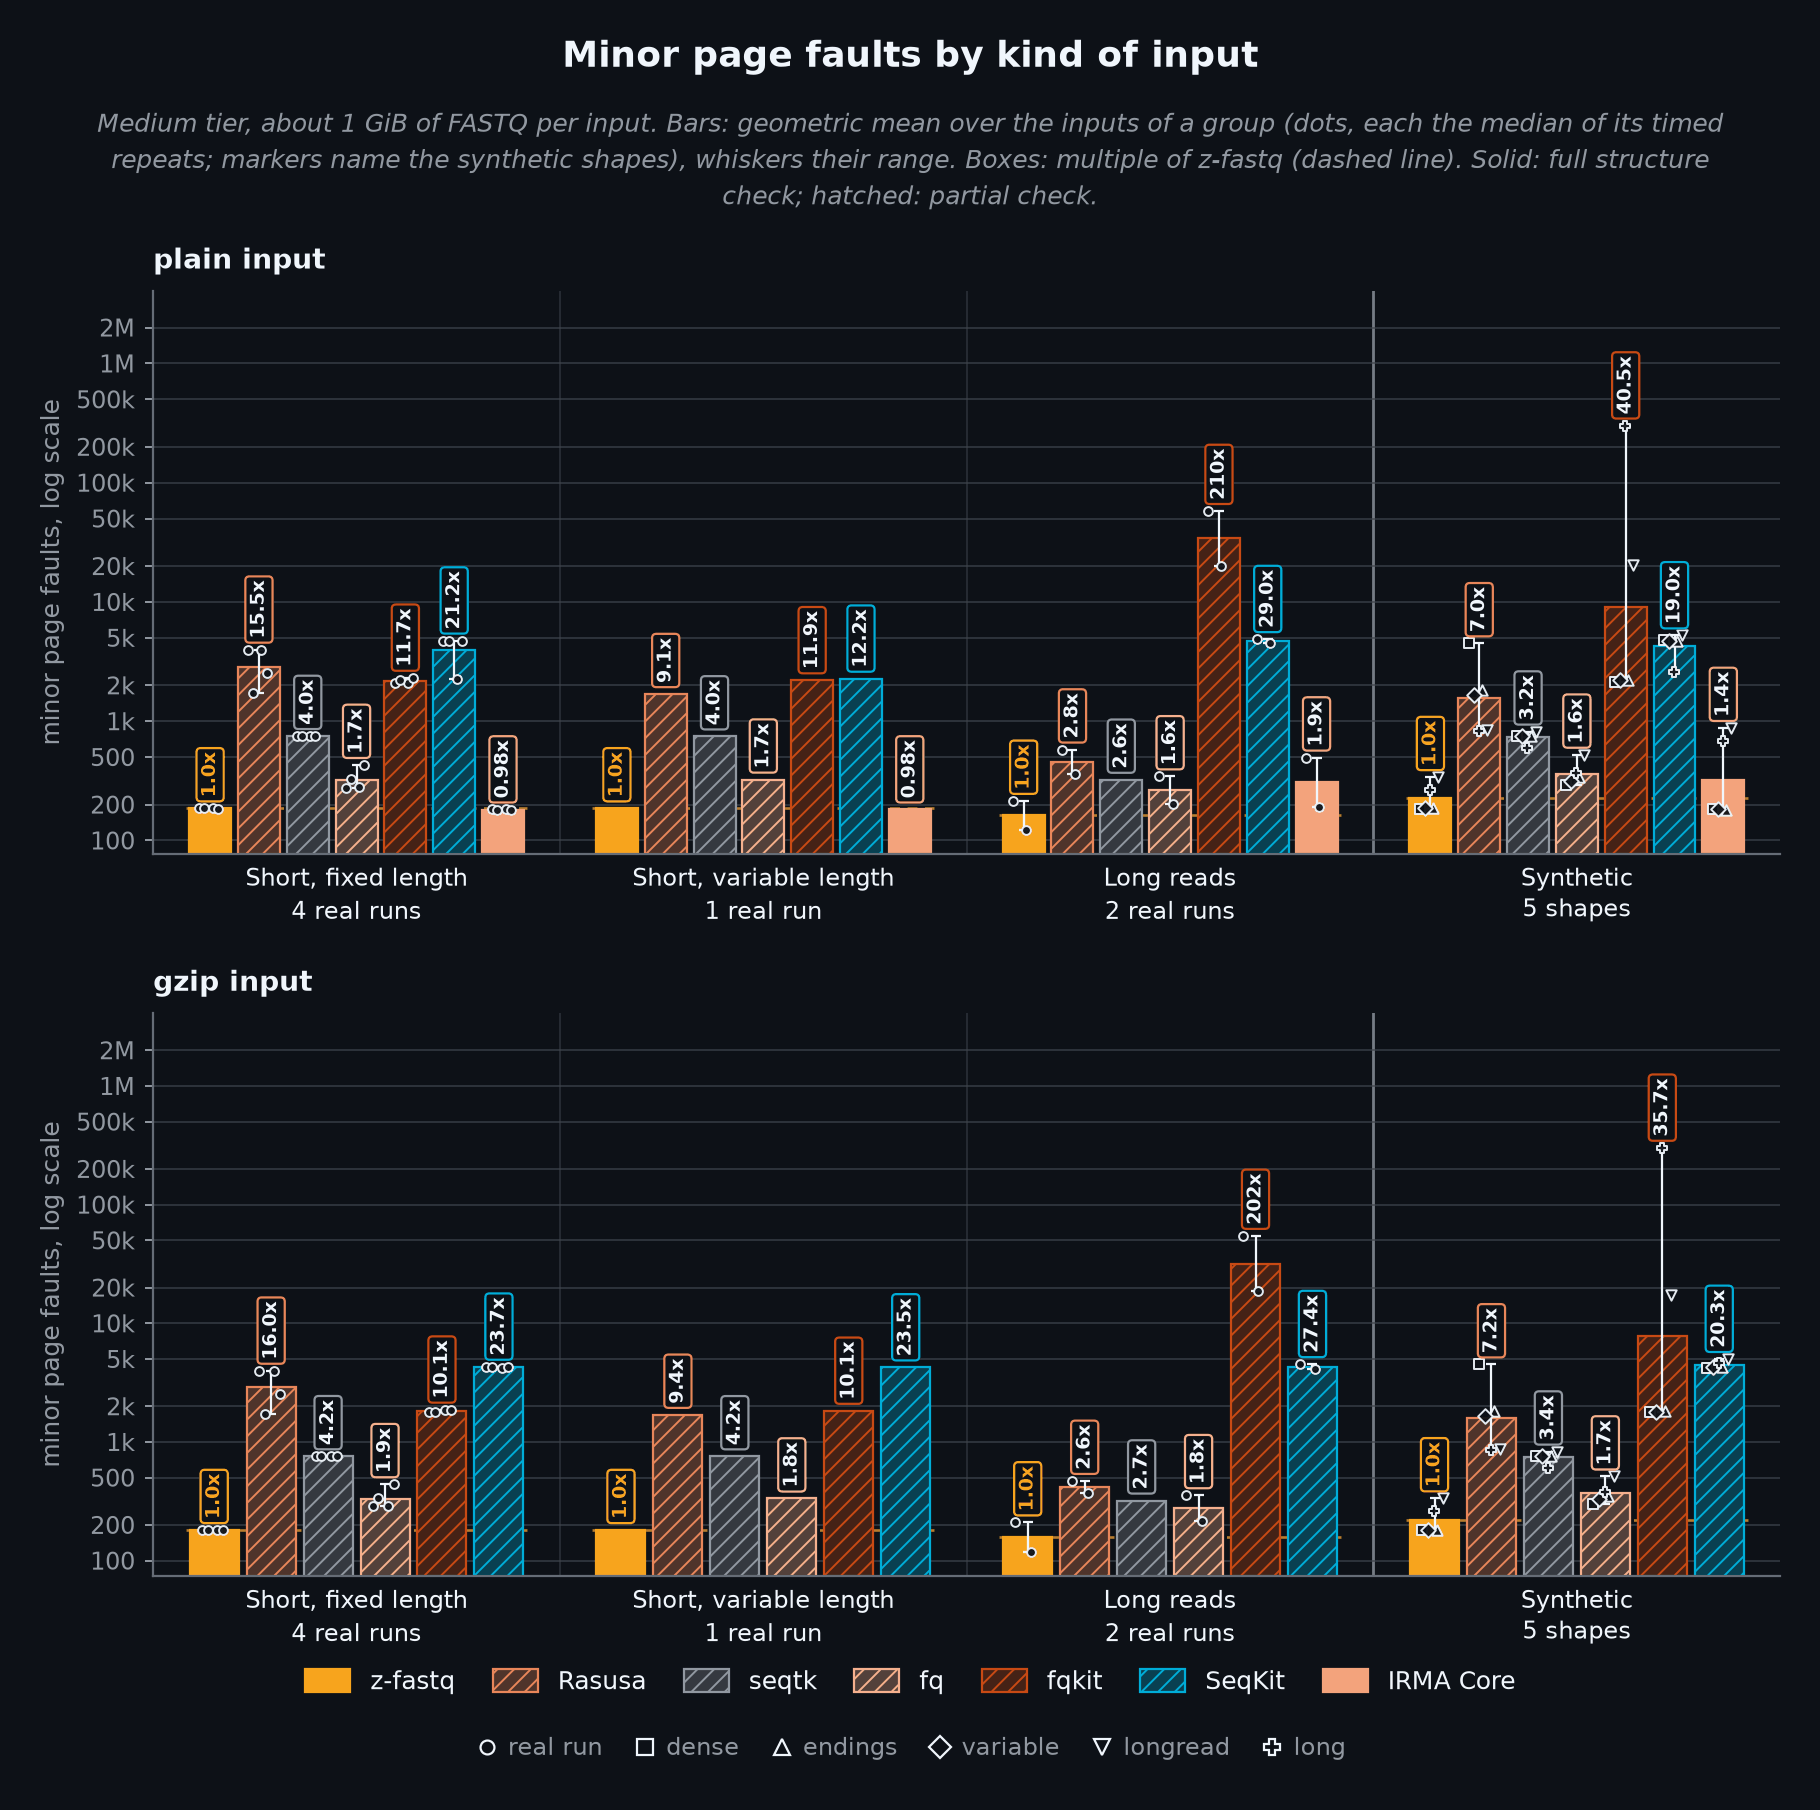 Minor page faults by kind of input
Medium tier, about 1 GiB of FASTQ per input. Bars: geometric mean over the inputs of a group (dots, each the median of its timed
repeats; markers name the synthetic shapes), whiskers their range. Boxes: multiple of z-fastq (dashed line). Solid: full structure
check; hatched: partial check.
plain input
minor page faults, log scale
2M
1M
500k
200k
100k
50k
20k
10k
5k
2k
1k
500
200
100
1.0x
15.5x
4.0x
1.7x
11.7x
21.2x
0.98x
1.0x
9.1x
4.0x
1.7x
11.9x
12.2x
0.98x
1.0x
2.8x
2.6x
1.6x
210x
29.0x
1.9x
1.0x
7.0x
3.2x
1.6x
40.5x
19.0x
1.4x
Short, fixed length
4 real runs
Short, variable length
1 real run
Long reads
2 real runs
Synthetic
5 shapes
gzip input
minor page faults, log scale
2M
1M
500k
200k
100k
50k
20k
10k
5k
2k
1k
500
200
100
1.0x
16.0x
4.2x
1.9x
10.1x
23.7x
1.0x
9.4x
4.2x
1.8x
10.1x
23.5x
1.0x
2.6x
2.7x
1.8x
202x
27.4x
1.0x
7.2x
3.4x
1.7x
35.7x
20.3x
Short, fixed length
4 real runs
Short, variable length
1 real run
Long reads
2 real runs
Synthetic
5 shapes
z-fastq Rasusa seqtk fq fqkit SeqKit IRMA Core
real run dense endings variable longread long